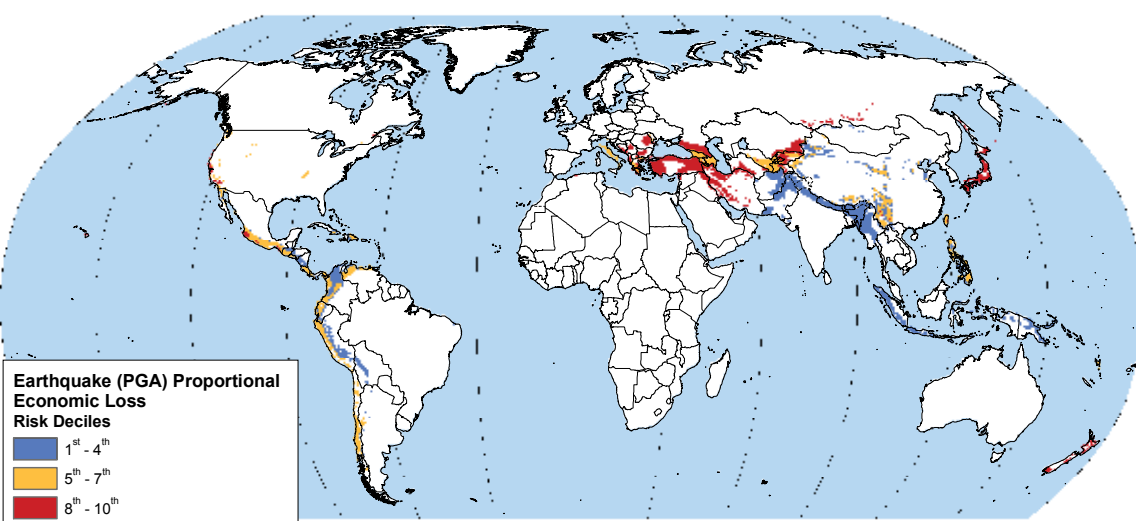 Earthquake (PGA) Proportional
Economic Loss
Risk Deciles
1st - 4th
5th - 7th
8th - 10th